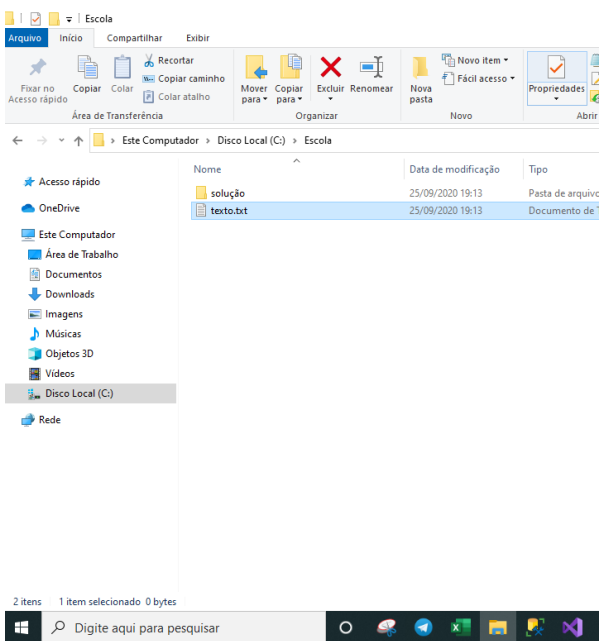 Escola
Arquivo Início Compartilhar Exibir
Fixar no Acesso rápido
Copiar
Colar
Recortar
Copiar caminho
Colar atalho
Área de Transferência
Mover para
Copiar para
Excluir
Renomear
Organizar
Nova pasta
Novo item
Fácil acesso
Novo
Propriedades
Abrir
Este Computador > Disco Local (C:) > Escola
Nome Data de modificação Tipo
solução 25/09/2020 19:13 Pasta de arquivo
texto.txt 25/09/2020 19:13 Documento de T
Acesso rápido
OneDrive
Este Computador
Área de Trabalho
Documentos
Downloads
Imagens
Músicas
Objetos 3D
Vídeos
Disco Local (C:)
Rede
2 itens 1 item selecionado 0 bytes
Digite aqui para pesquisar